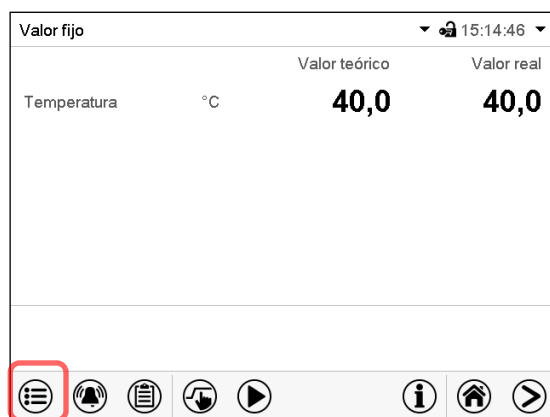 Valor fijo 15:14:46
Valor teórico Valor real
Temperatura °C 40,0 40,0